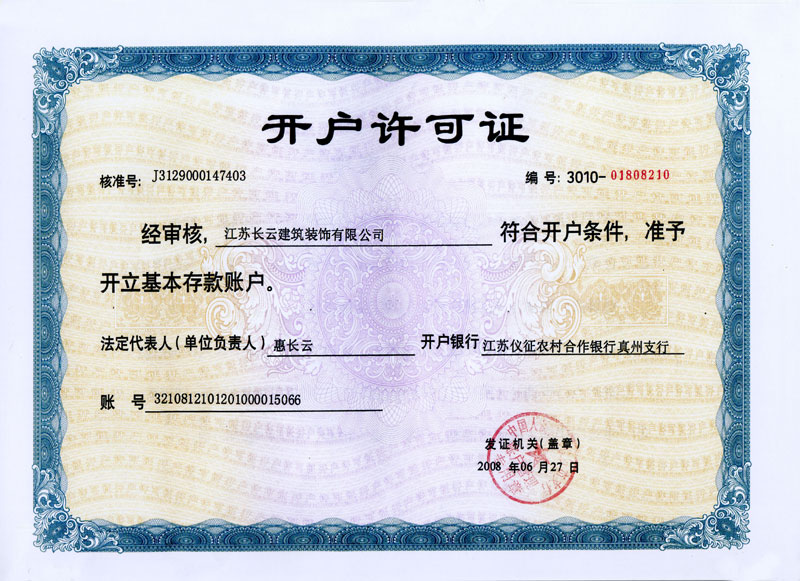 开户许可证
核准号: J3129000147403 编号: 3010-01808210
经审核, 江苏长云建筑装饰有限公司 符合开户条件, 准予
开立基本存款账户。
法定代表人(单位负责人) 惠长云 开户银行 江苏仪征农村合作银行真州支行
账 号 3210812101201000015066
发证机关(盖章)
2008 年06 月27 日
中国人